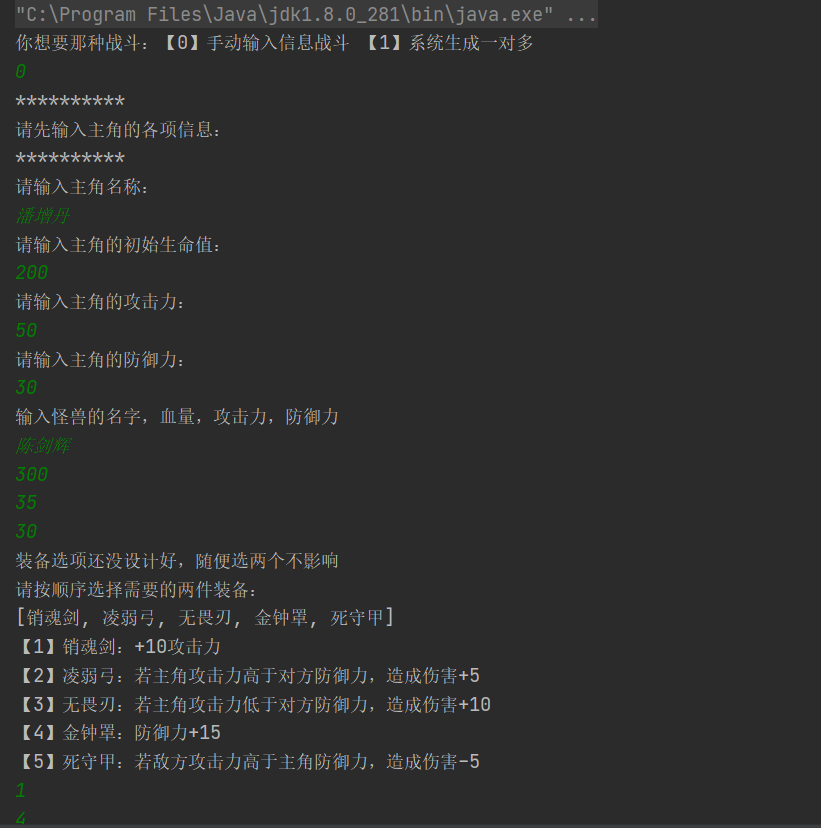 "C:\Program Files\Java\jdk1.8.0_281\bin\java.exe" ...
你想要那种战斗：【0】手动输入信息战斗 【1】系统生成一对多
0
**********
请先输入主角的各项信息：
**********
请输入主角名称：
潘增丹
请输入主角的初始生命值：
200
请输入主角的攻击力：
50
请输入主角的防御力：
30
输入怪兽的名字，血量，攻击力，防御力
陈剑辉
300
35
30
装备选项还没设计好，随便选两个不影响
请按顺序选择需要的两件装备：
[销魂剑, 凌弱弓, 无畏刃, 金钟罩, 死守甲]
【1】销魂剑：+10攻击力
【2】凌弱弓：若主角攻击力高于对方防御力，造成伤害+5
【3】无畏刃：若主角攻击力低于对方防御力，造成伤害+10
【4】金钟罩：防御力+15
【5】死守甲：若敌方攻击力高于主角防御力，造成伤害-5
1
4